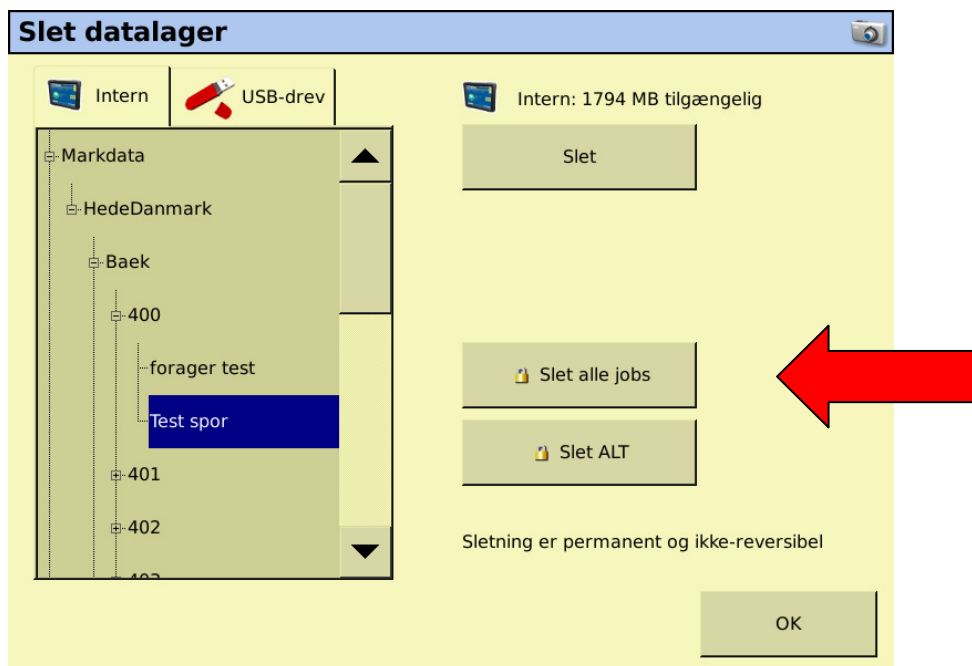 Slet datalager
Intern
USB-drev
Markdata
HedeDanmark
Baek
400
forager test
Test spor
401
402
Intern: 1794 MB tilgængelig
Slet
Slet alle jobs
Slet ALT
Sletning er permanent og ikke-reversibel
OK